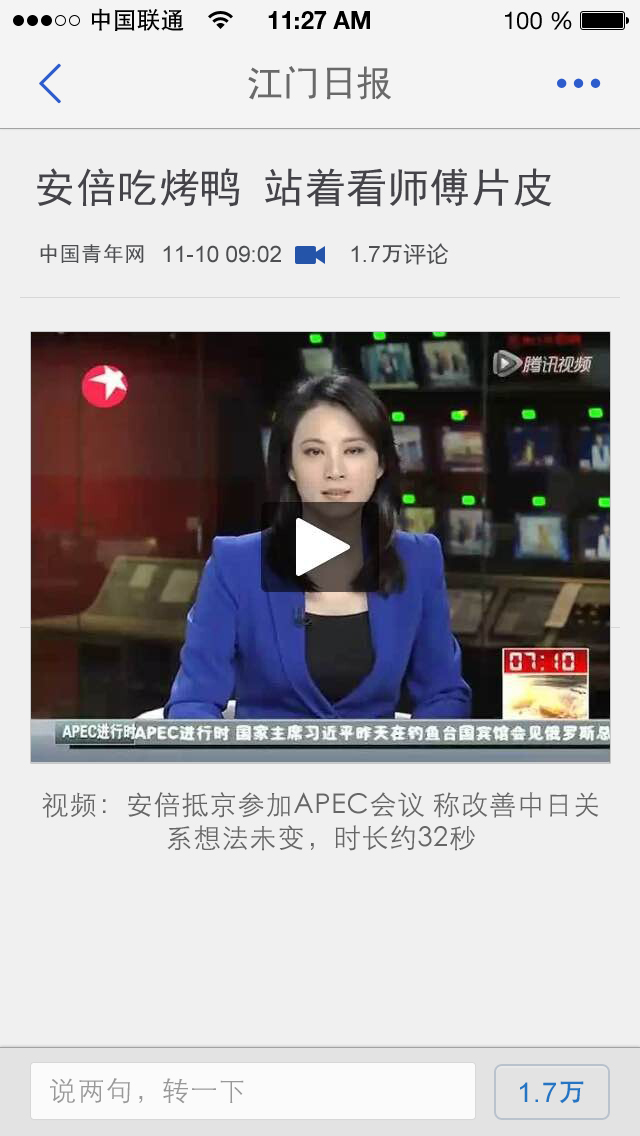 中国联通 11:27 AM 100 %
江门日报
安倍吃烤鸭 站着看师傅片皮
中国青年网 11-10 09:02 1.7万评论
腾讯视频
07:10
APEC进行时 APEC进行时 国家主席习近平昨天在钓鱼台国宾馆会见俄罗斯总
视频：安倍抵京参加APEC会议 称改善中日关
系想法未变，时长约32秒
说两句，转一下 1.7万